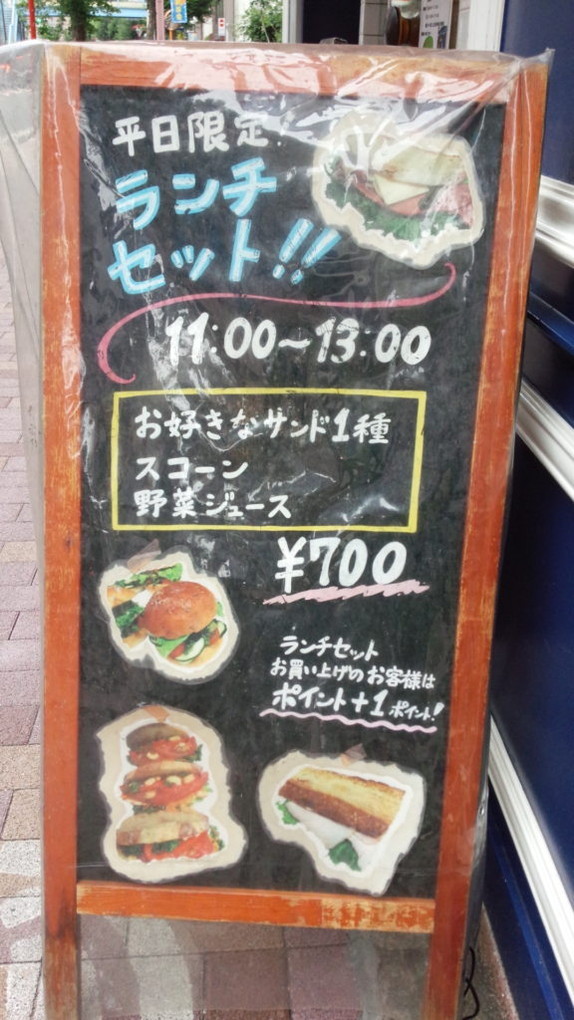 平日限定
ランチ
セット!!
11:00～13:00
お好きなサンド1種
スコーン
野菜ジュース
¥700
ランチセット
お買い上げのお客様は
ポイント+1ポイント!